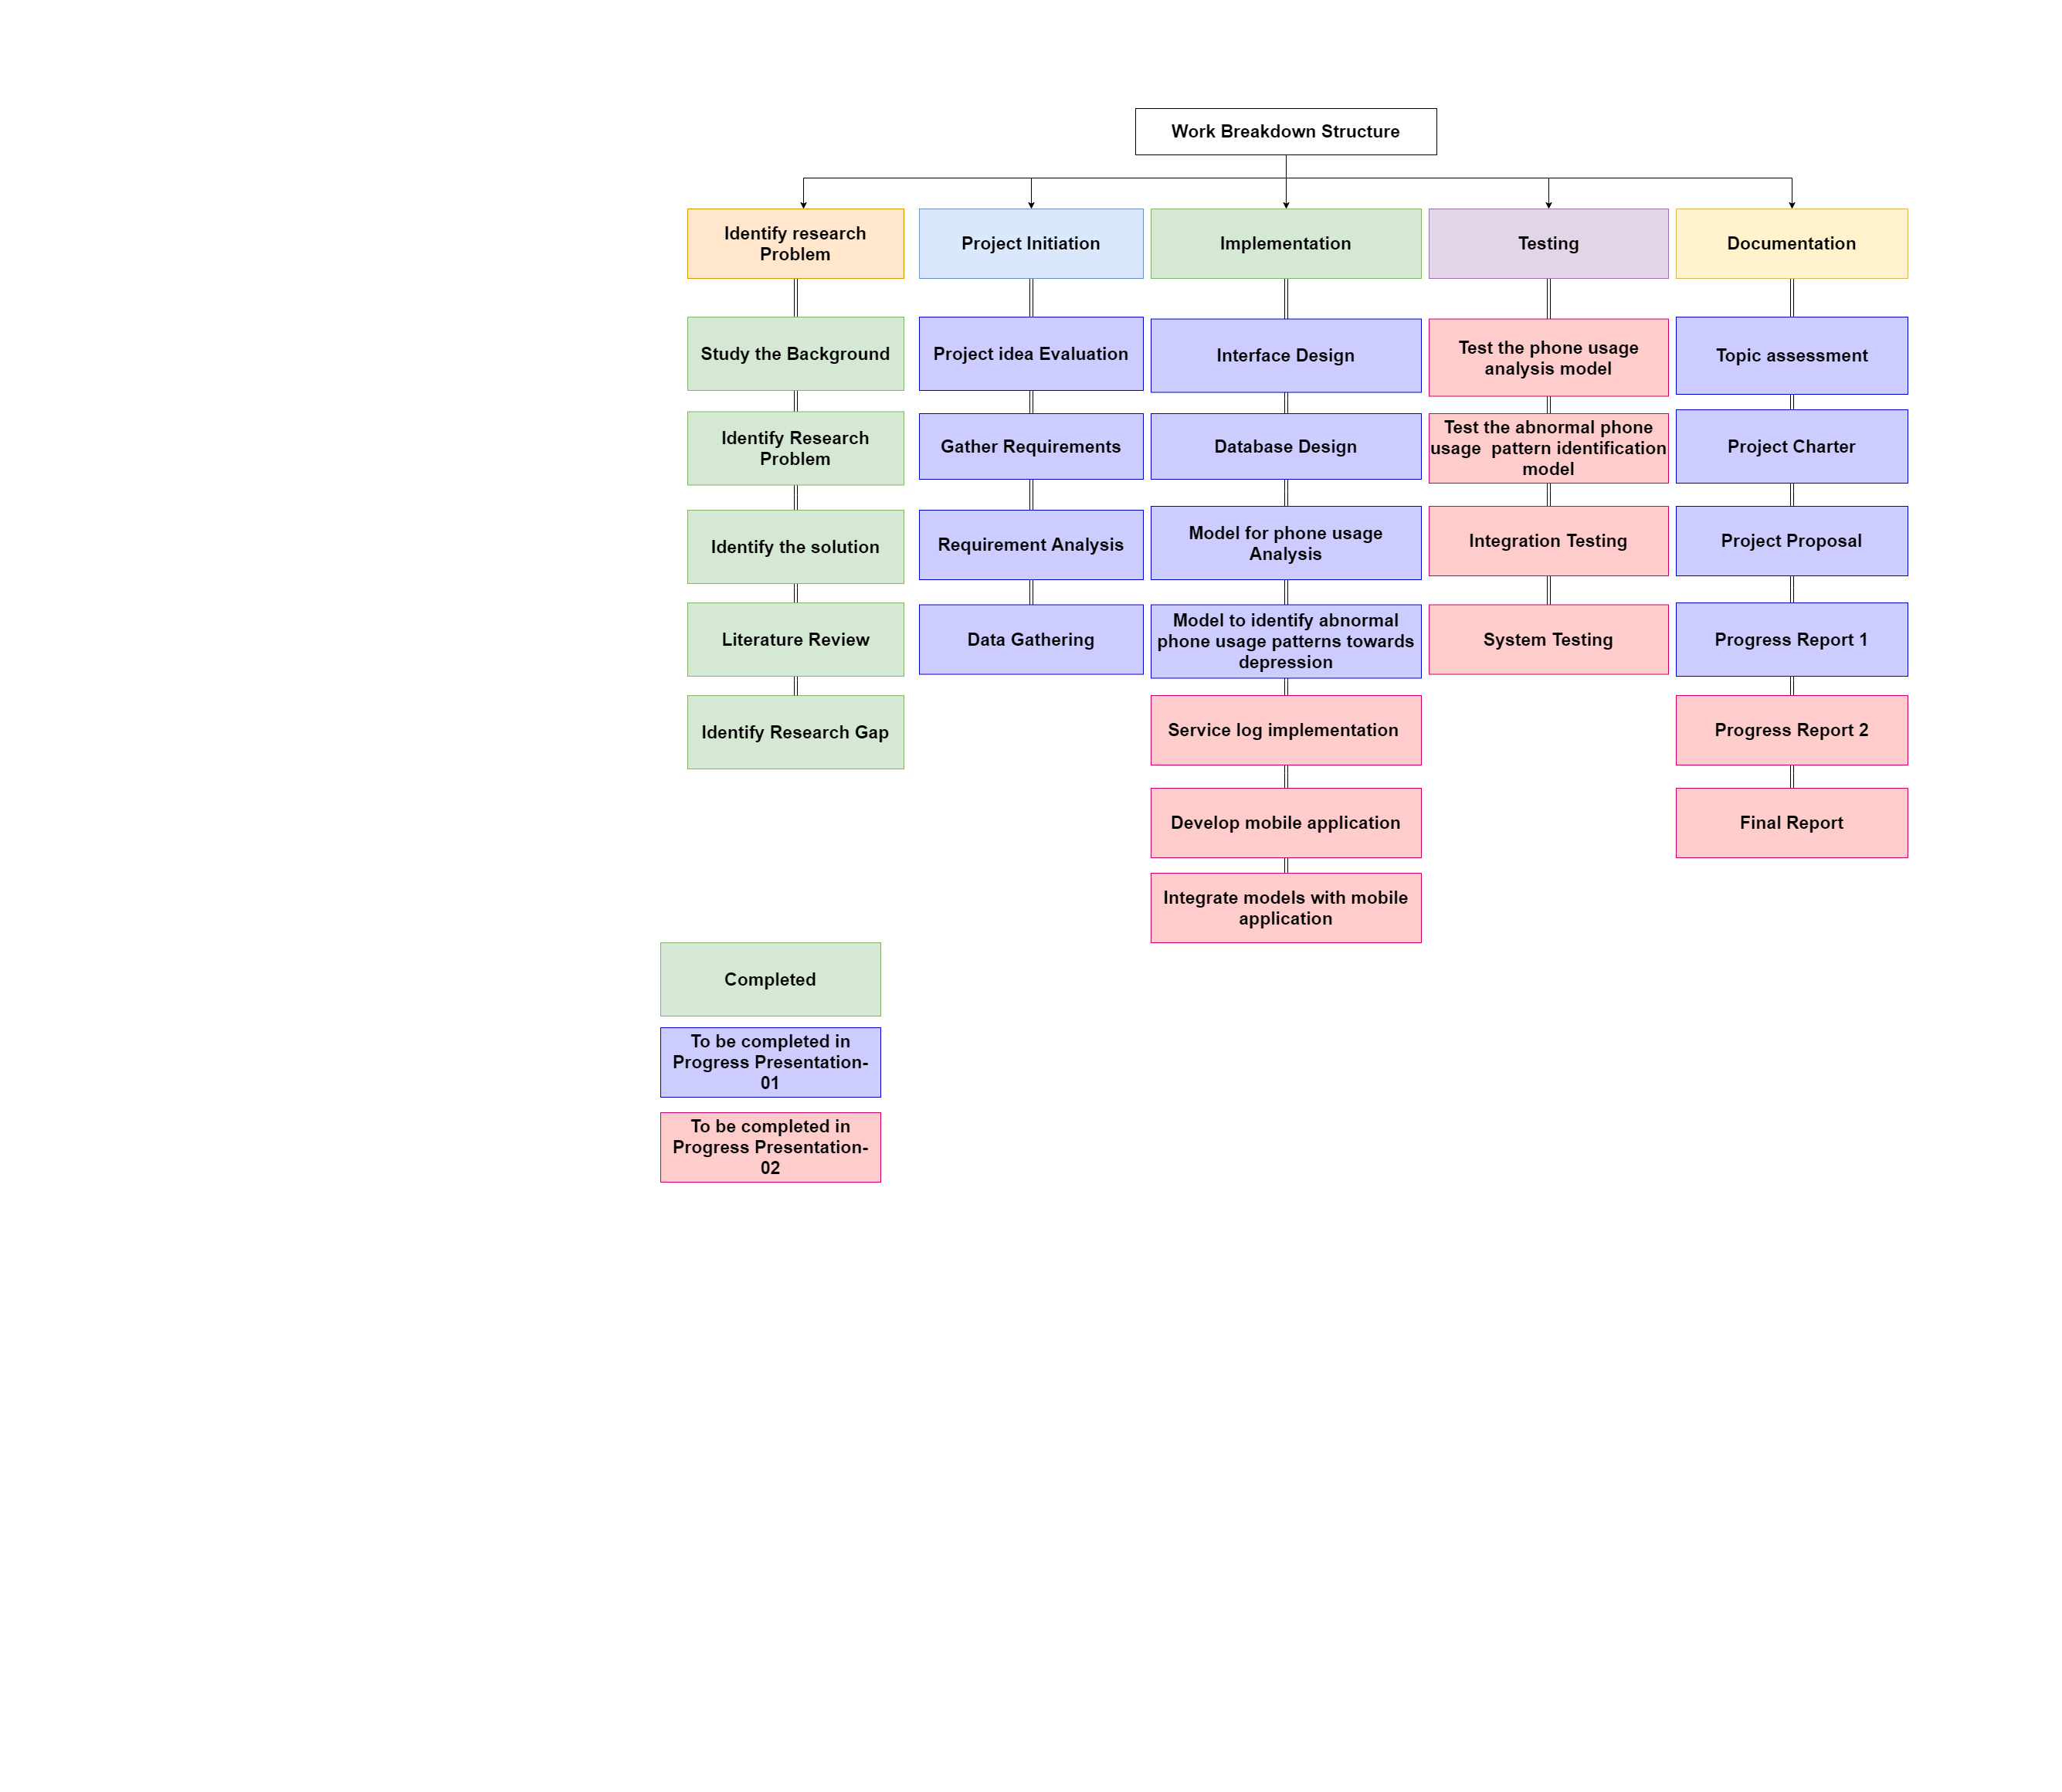 Work Breakdown Structure
Identify research
Problem
Project Initiation
Implementation
Testing
Documentation
Study the Background
Identify Research
Problem
Identify the solution
Literature Review
Identify Research Gap
Project idea Evaluation
Gather Requirements
Requirement Analysis
Data Gathering
Interface Design
Database Design
Model for phone usage
Analysis
Model to identify abnormal
phone usage patterns towards
depression
Service log implementation
Develop mobile application
Integrate models with mobile
application
Test the phone usage
analysis model
Test the abnormal phone
usage  pattern identification
model
Integration Testing
System Testing
Topic assessment
Project Charter
Project Proposal
Progress Report 1
Progress Report 2
Final Report
Completed
To be completed in
Progress Presentation-
01
To be completed in
Progress Presentation-
02